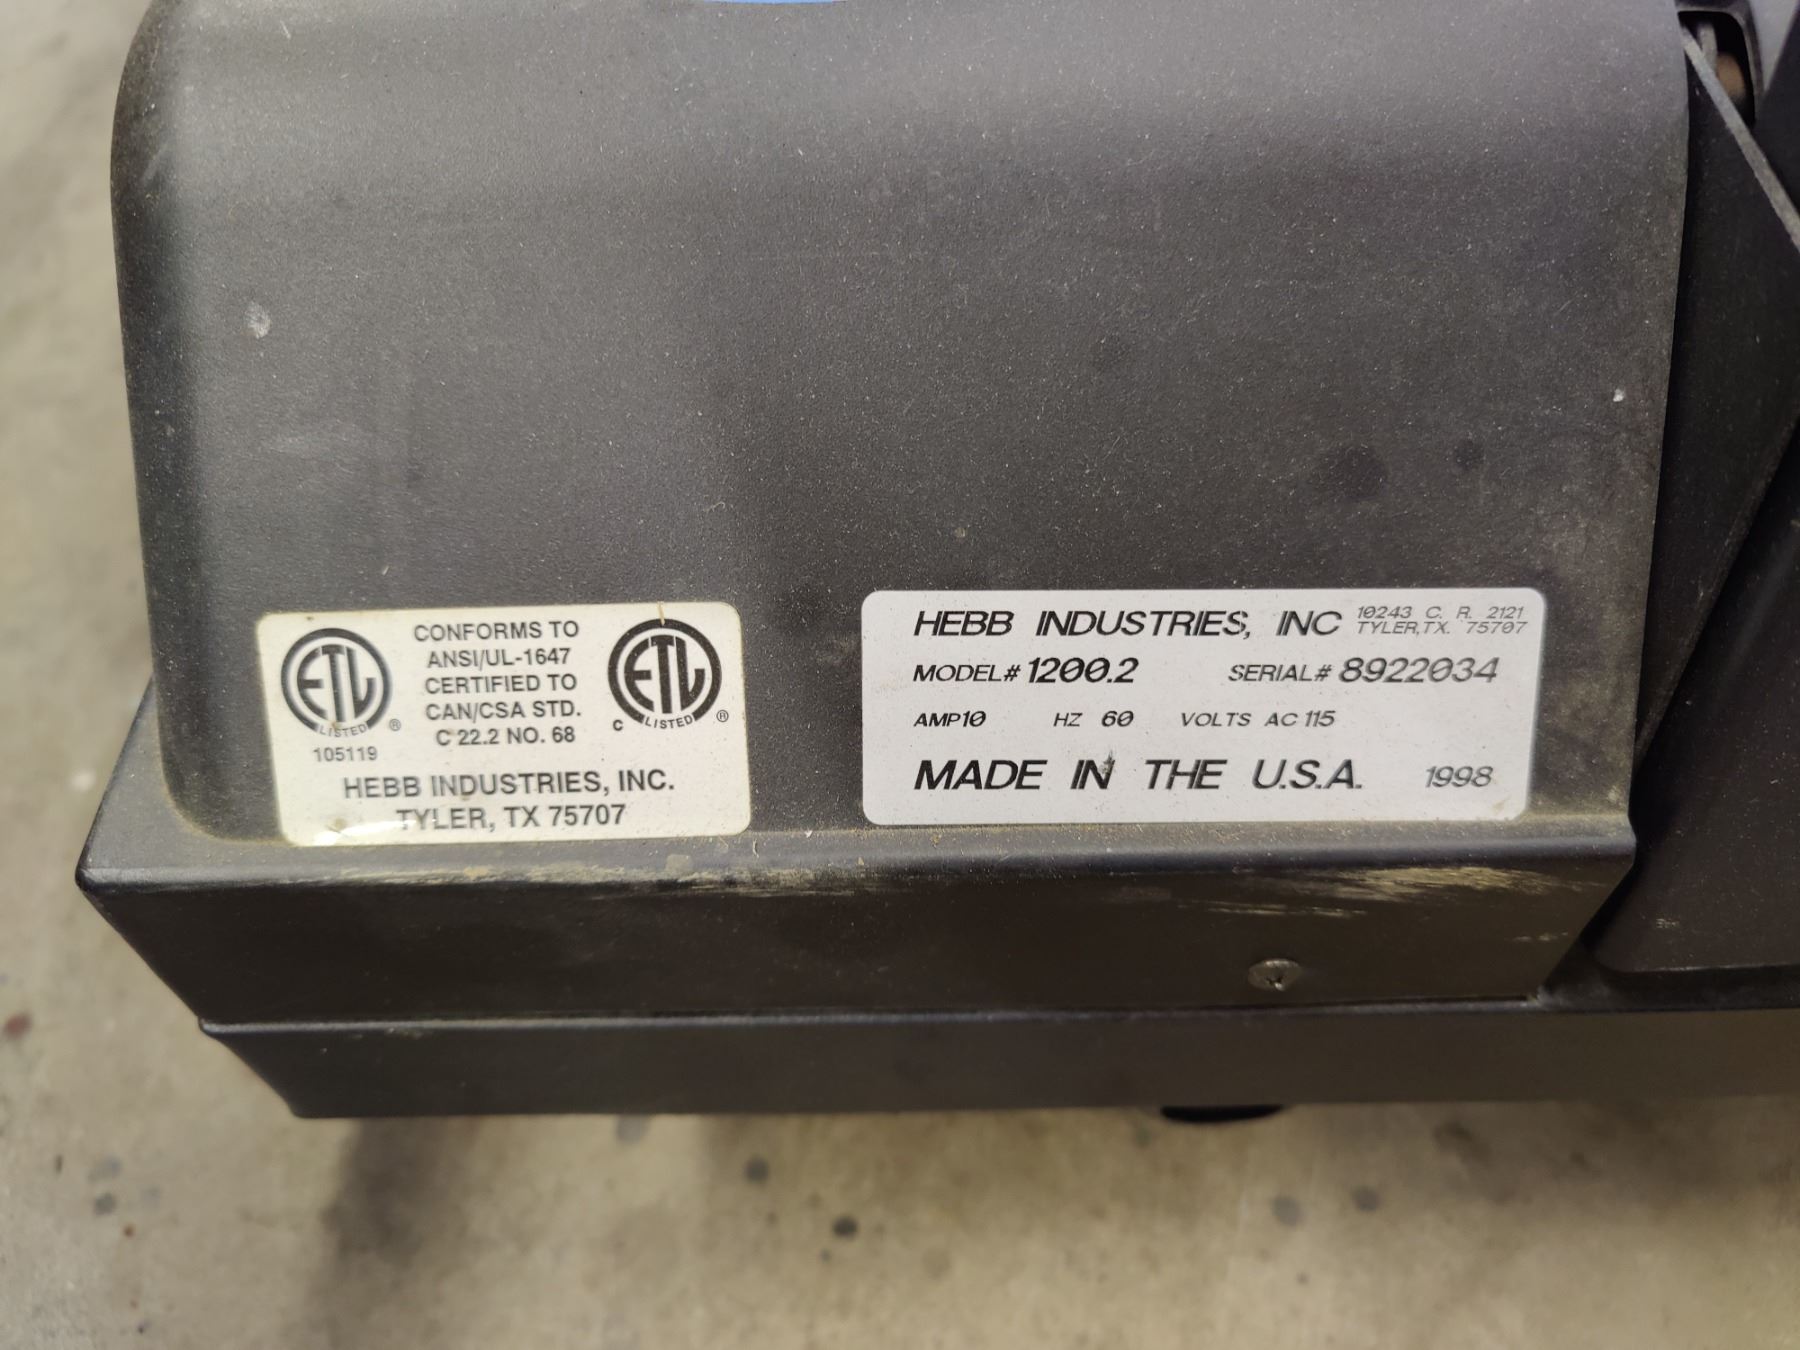 CONFORMS TO
ANSI/UL-1647
CERTIFIED TO
CAN/CSA STD.
C 22.2 NO. 68
ETL
LISTED
®
105119
ETL
C LISTED
®
HEBB INDUSTRIES, INC.
TYLER, TX 75707
HEBB INDUSTRIES, INC
10243 C. R. 2121
TYLER,TX. 75707
MODEL# 1200.2 SERIAL# 8922034
AMP10 HZ 60 VOLTS AC 115
MADE IN THE U.S.A. 1998